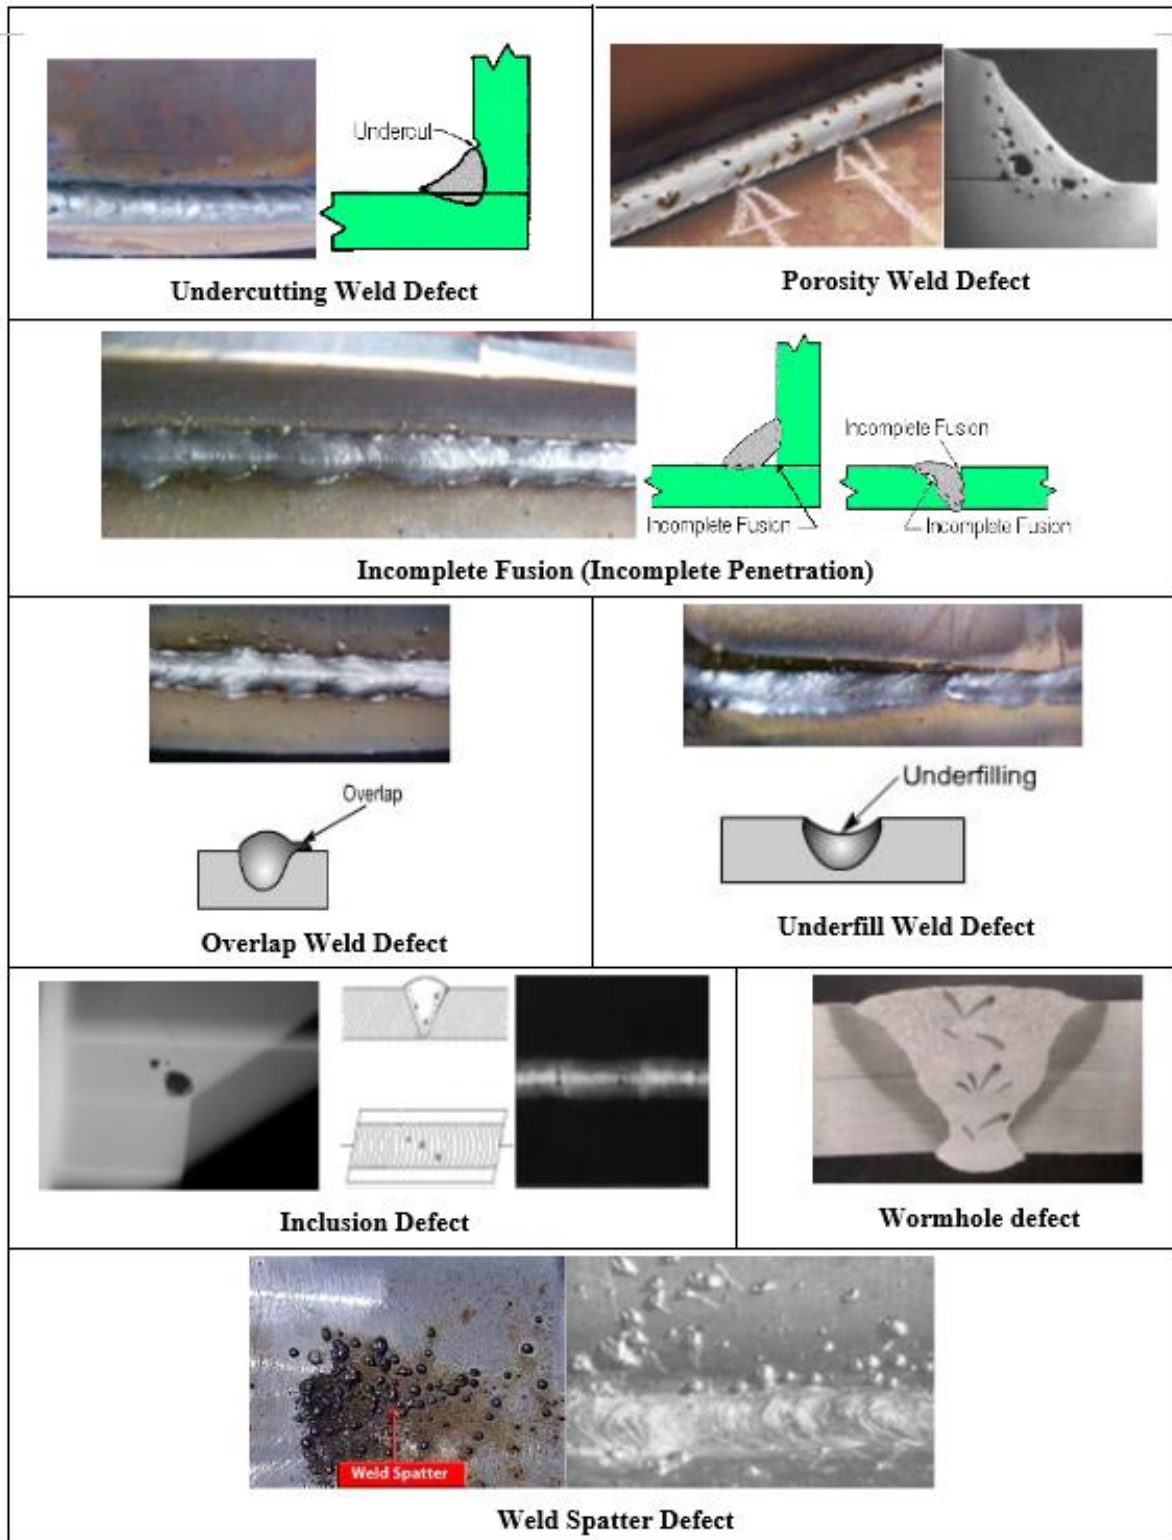 Undercut
Undercutting Weld Defect
Porosity Weld Defect
Incomplete Fusion
Incomplete Fusion
Incomplete Fusion
Incomplete Fusion (Incomplete Penetration)
Overlap
Overlap Weld Defect
Underfilling
Underfill Weld Defect
Inclusion Defect
Wormhole defect
Weld Spatter
Weld Spatter Defect